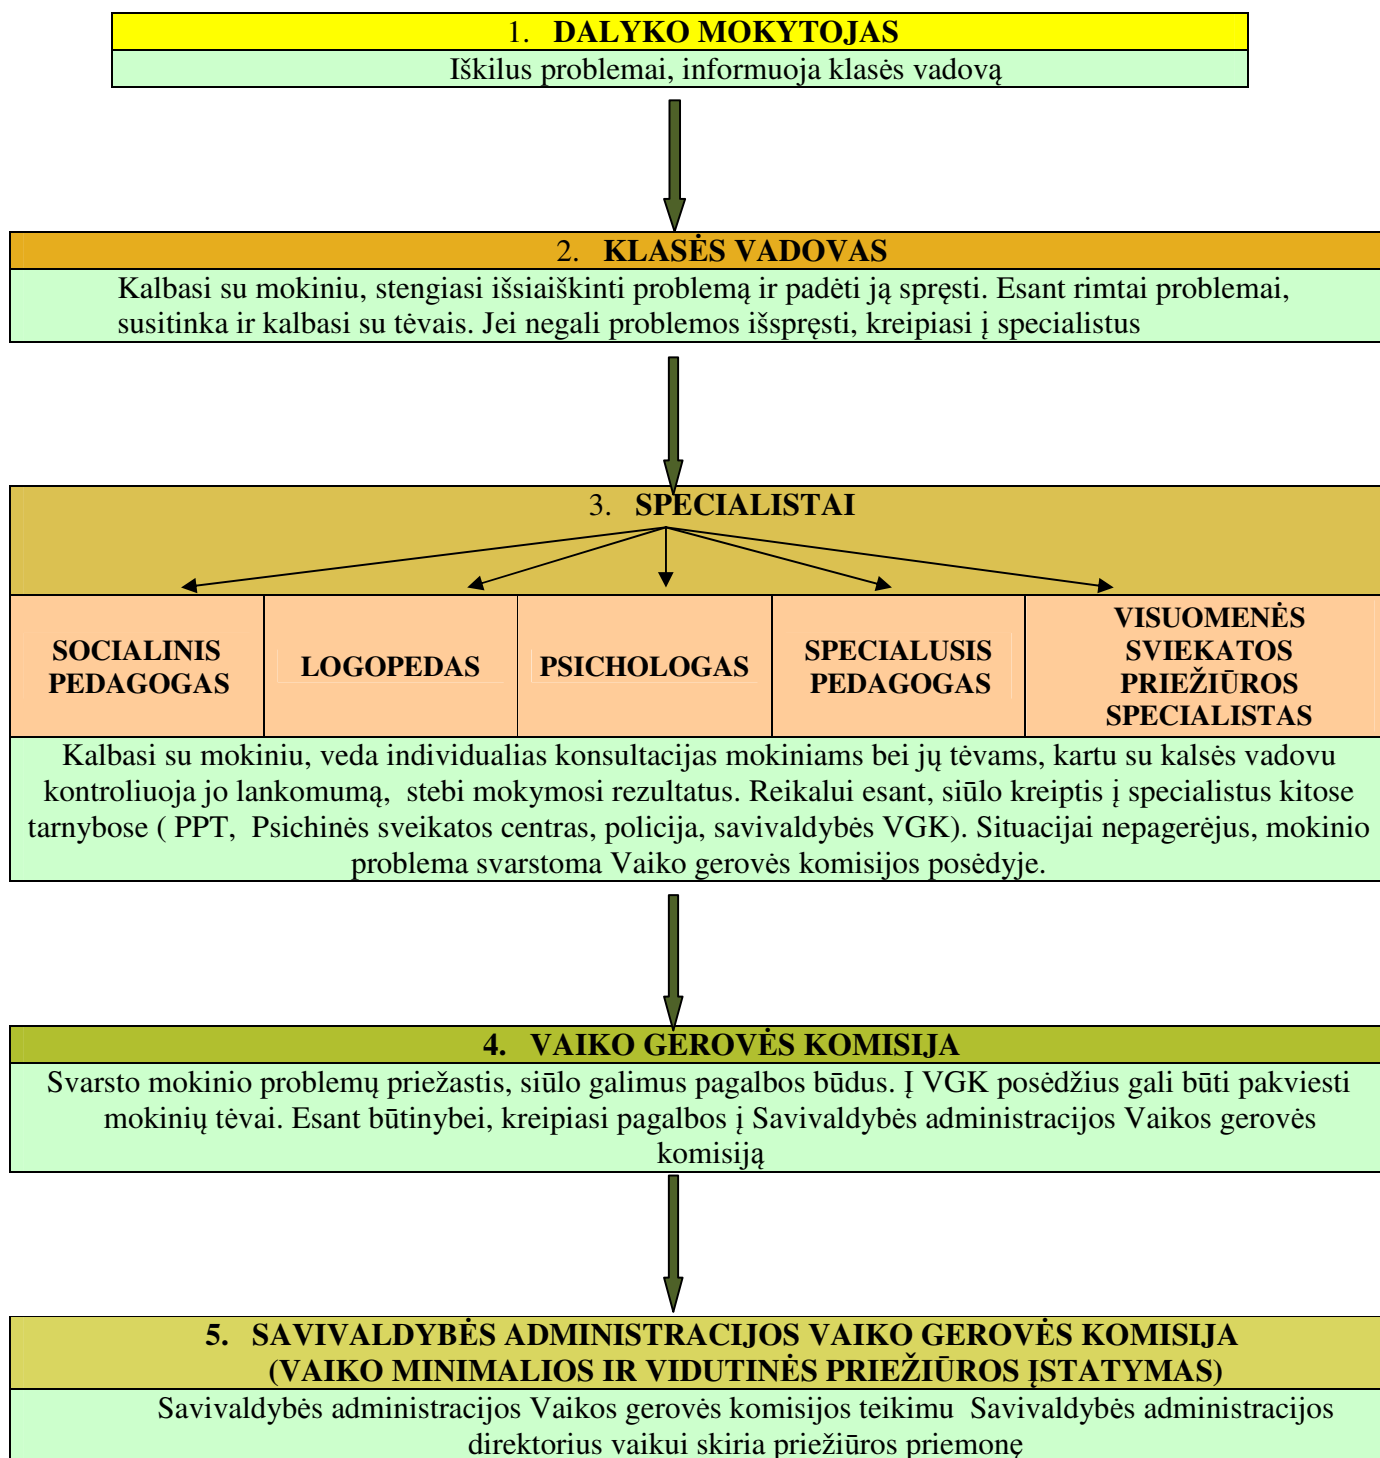 1. DALYKO MOKYTOJAS
Iškilus problemai, informuoja klasės vadovą
2. KLASĖS VADOVAS
Kalbasi su mokiniu, stengiasi išsiaiškinti problemą ir padėti ją spręsti. Esant rimtai problemai,
susitinka ir kalbasi su tėvais. Jei negali problemos išspręsti, kreipiasi į specialistus
3. SPECIALISTAI
SOCIALINIS
PEDAGOGAS
LOGOPEDAS
PSICHOLOGAS
SPECIALUSIS
PEDAGOGAS
VISUOMENĖS
SVIEKATOS
PRIEŽIŪROS
SPECIALISTAS
Kalbasi su mokiniu, veda individualias konsultacijas mokiniams bei jų tėvams, kartu su kalsės vadovu
kontroliuoja jo lankomumą, stebi mokymosi rezultatus. Reikalui esant, siūlo kreiptis į specialistus kitose
tarnybose ( PPT, Psichinės sveikatos centras, policija, savivaldybės VGK). Situacijai nepagerėjus, mokinio
problema svarstoma Vaiko gerovės komisijos posėdyje.
4. VAIKO GEROVĖS KOMISIJA
Svarsto mokinio problemų priežastis, siūlo galimus pagalbos būdus. Į VGK posėdžius gali būti pakviesti
mokinių tėvai. Esant būtinybei, kreipiasi pagalbos į Savivaldybės administracijos Vaikos gerovės
komisiją
5. SAVIVALDYBĖS ADMINISTRACIJOS VAIKO GEROVĖS KOMISIJA
(VAIKO MINIMALIOS IR VIDUTINĖS PRIEŽIŪROS ĮSTATYMAS)
Savivaldybės administracijos Vaikos gerovės komisijos teikimu Savivaldybės administracijos
direktorius vaikui skiria priežiūros priemonę